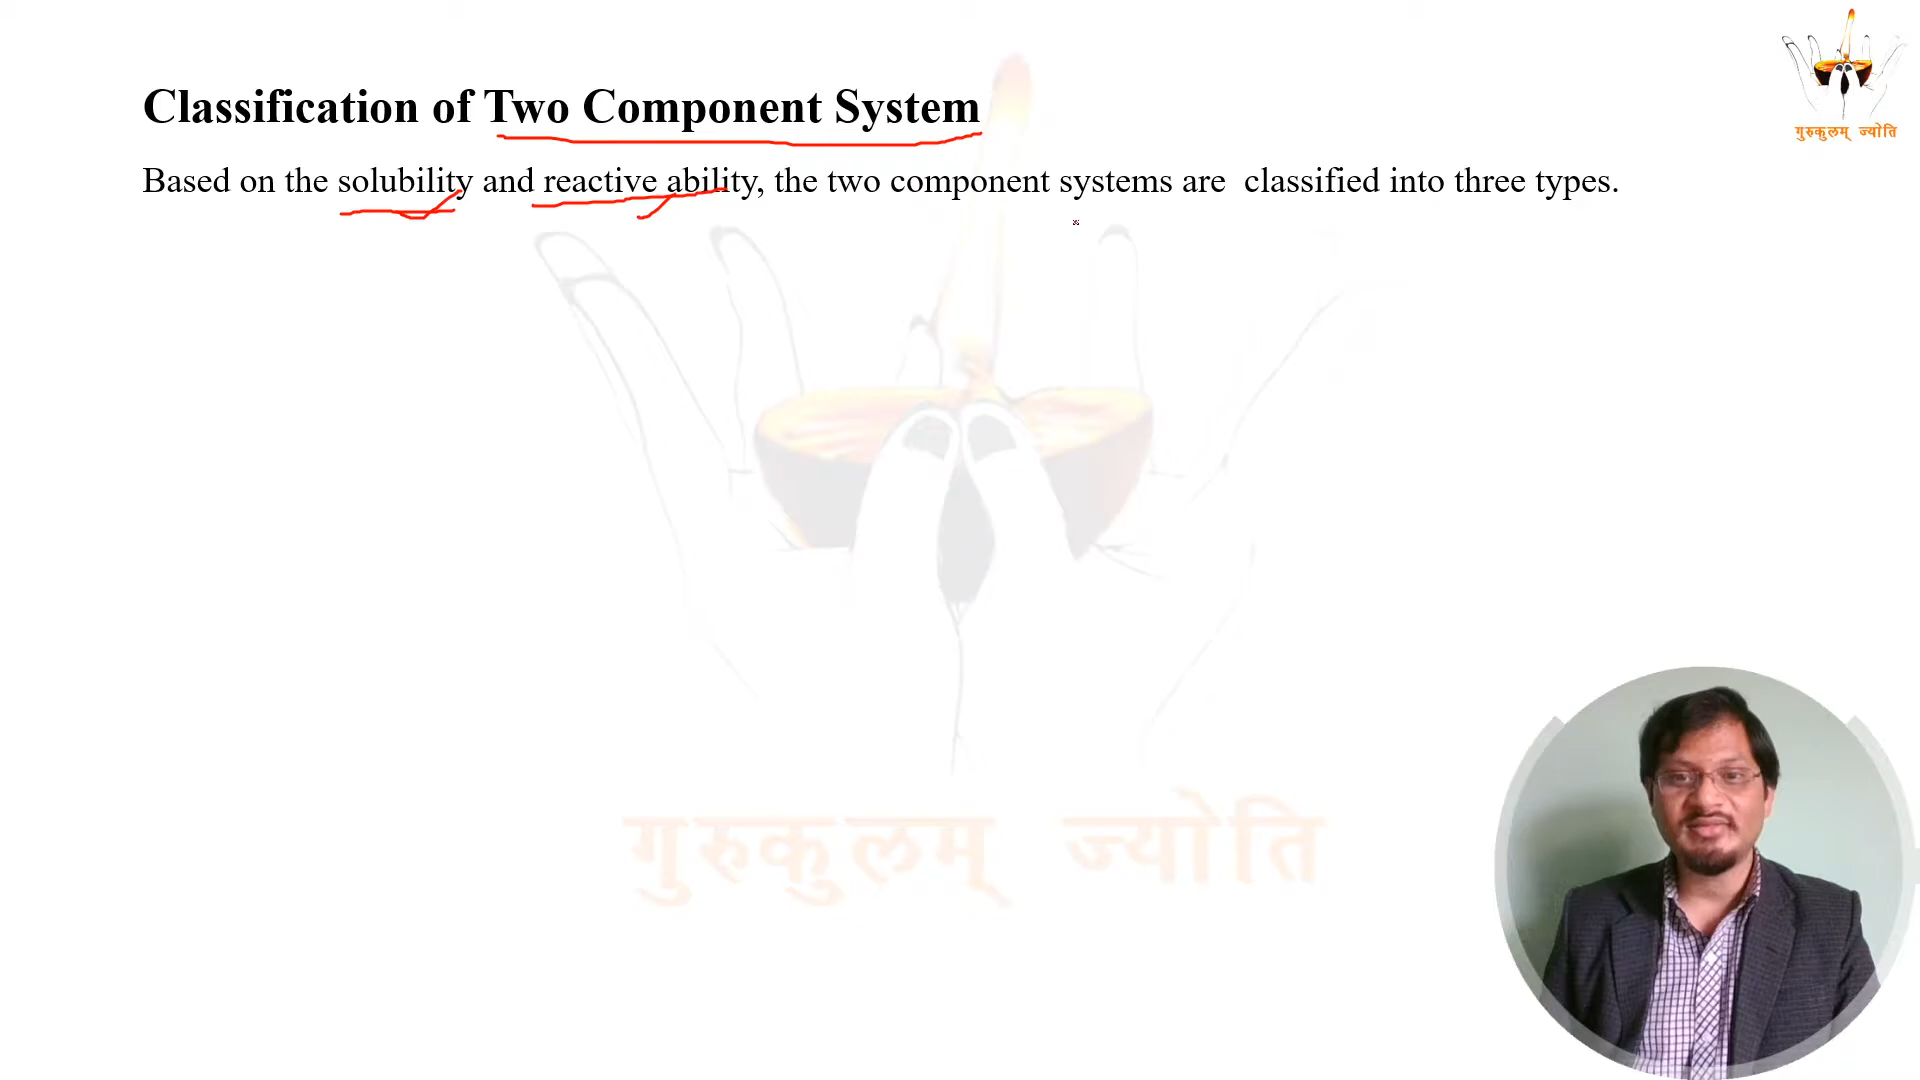 Classification of Two Component System
Based on the solubility and reactive ability, the two component systems are  classified into three types.
गुरुकुलम् ज्योति
गुरुकुलम् ज्योति